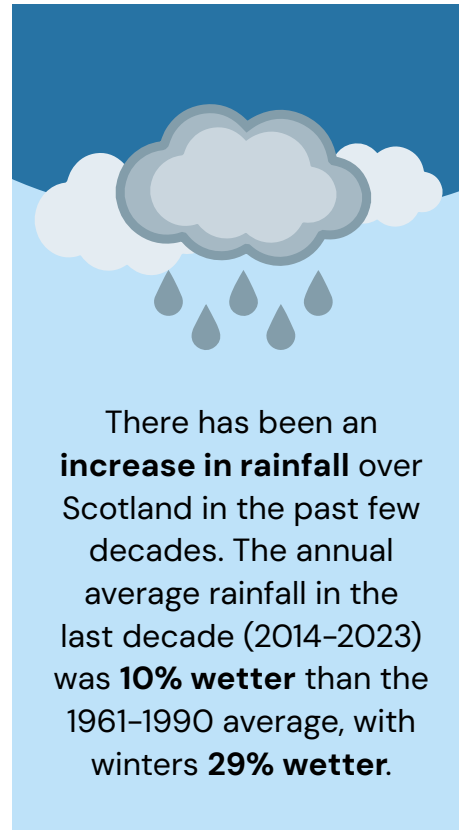 There has been an
increase in rainfall over
Scotland in the past few
decades. The annual
average rainfall in the
last decade (2014–2023)
was 10% wetter than the
1961–1990 average, with
winters 29% wetter.